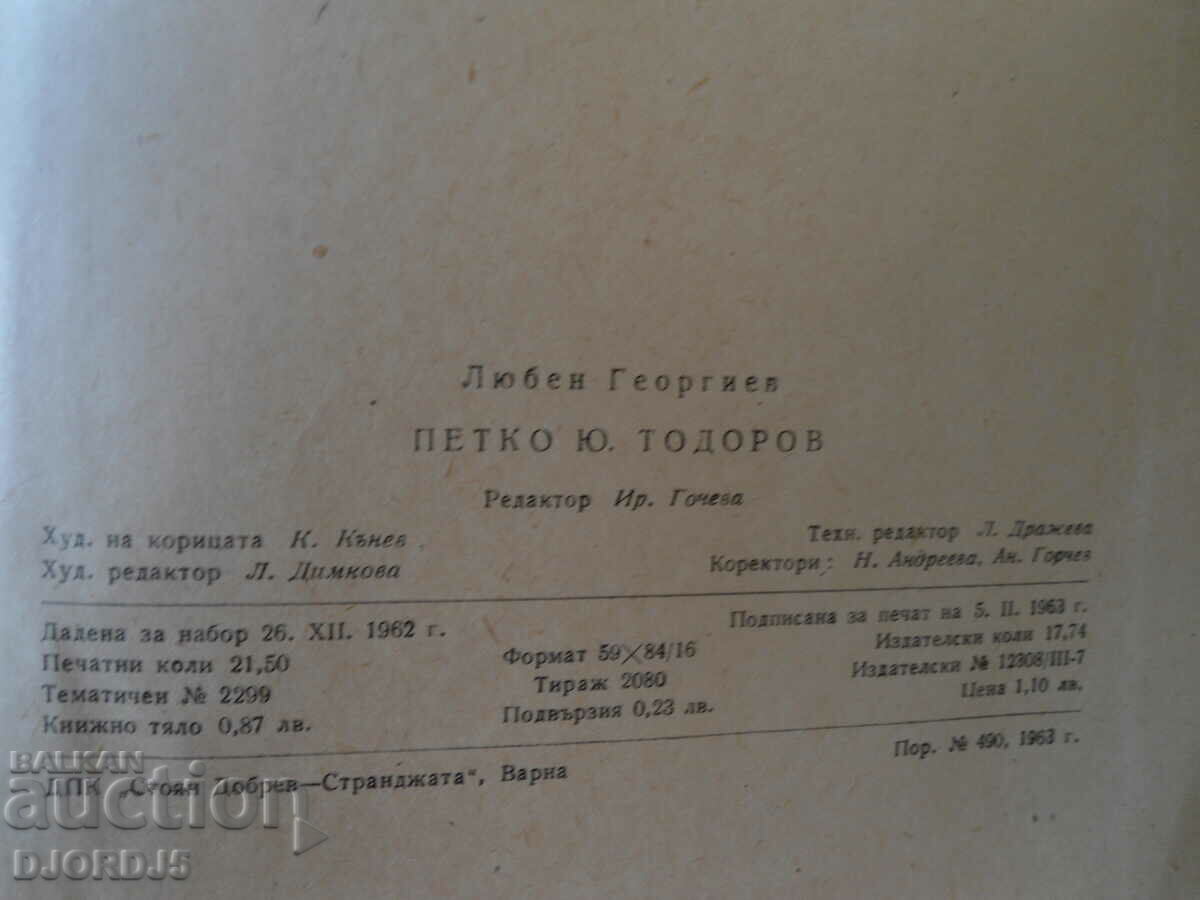 Любен Георгиев
ПЕТКО Ю. ТОДОРОВ
Редактор Ир. Гочева
Худ. на корицата К. Кънев
Худ. редактор Л. Димкова
Техн. редактор Л. Дражева
Коректори: Н. Андреева, Ан. Горчев
Дадена за набор 26. XII. 1962 г.
Печатни коли 21,50
Тематичен № 2299
Книжно тяло 0,87 лв.
Формат 59×84/16
Тираж 2080
Подвързия 0,23 лв.
Подписана за печат на 5. II. 1963 г.
Издателски коли 17,74
Издателски № 12308/III-7
Цена 1,10 лв.
Пор. № 490, 1963 г.
ДПК „Стоян Добрев—Странджата“, Варна
BALKAN
auction
DJORDJ5